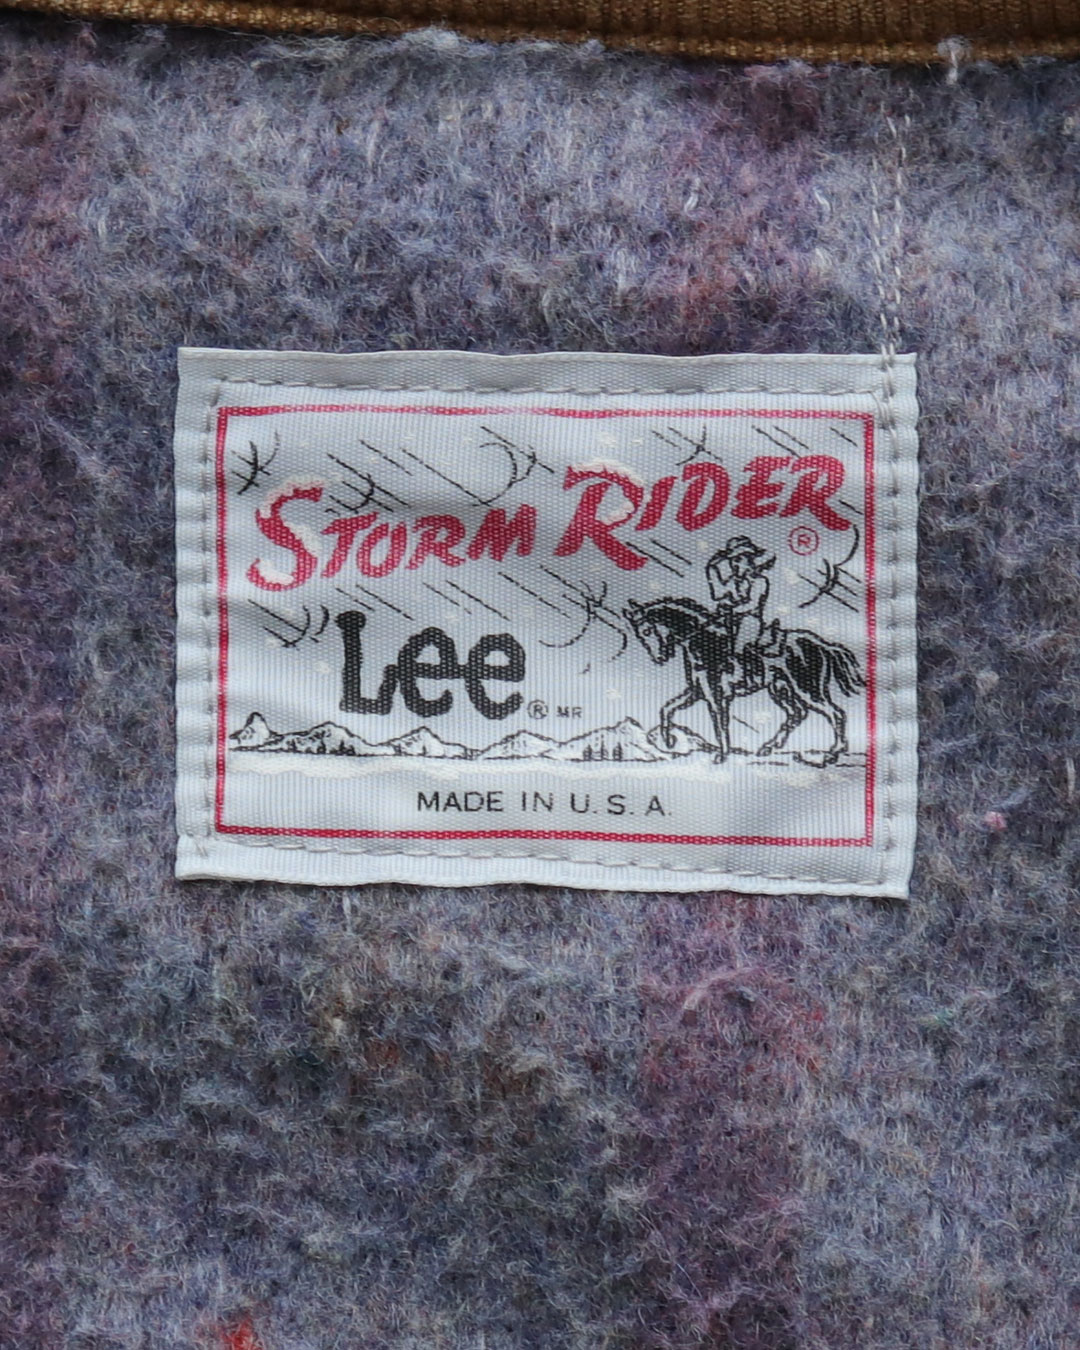 STORM RIDER ®
Lee ® MR
MADE IN U.S.A.